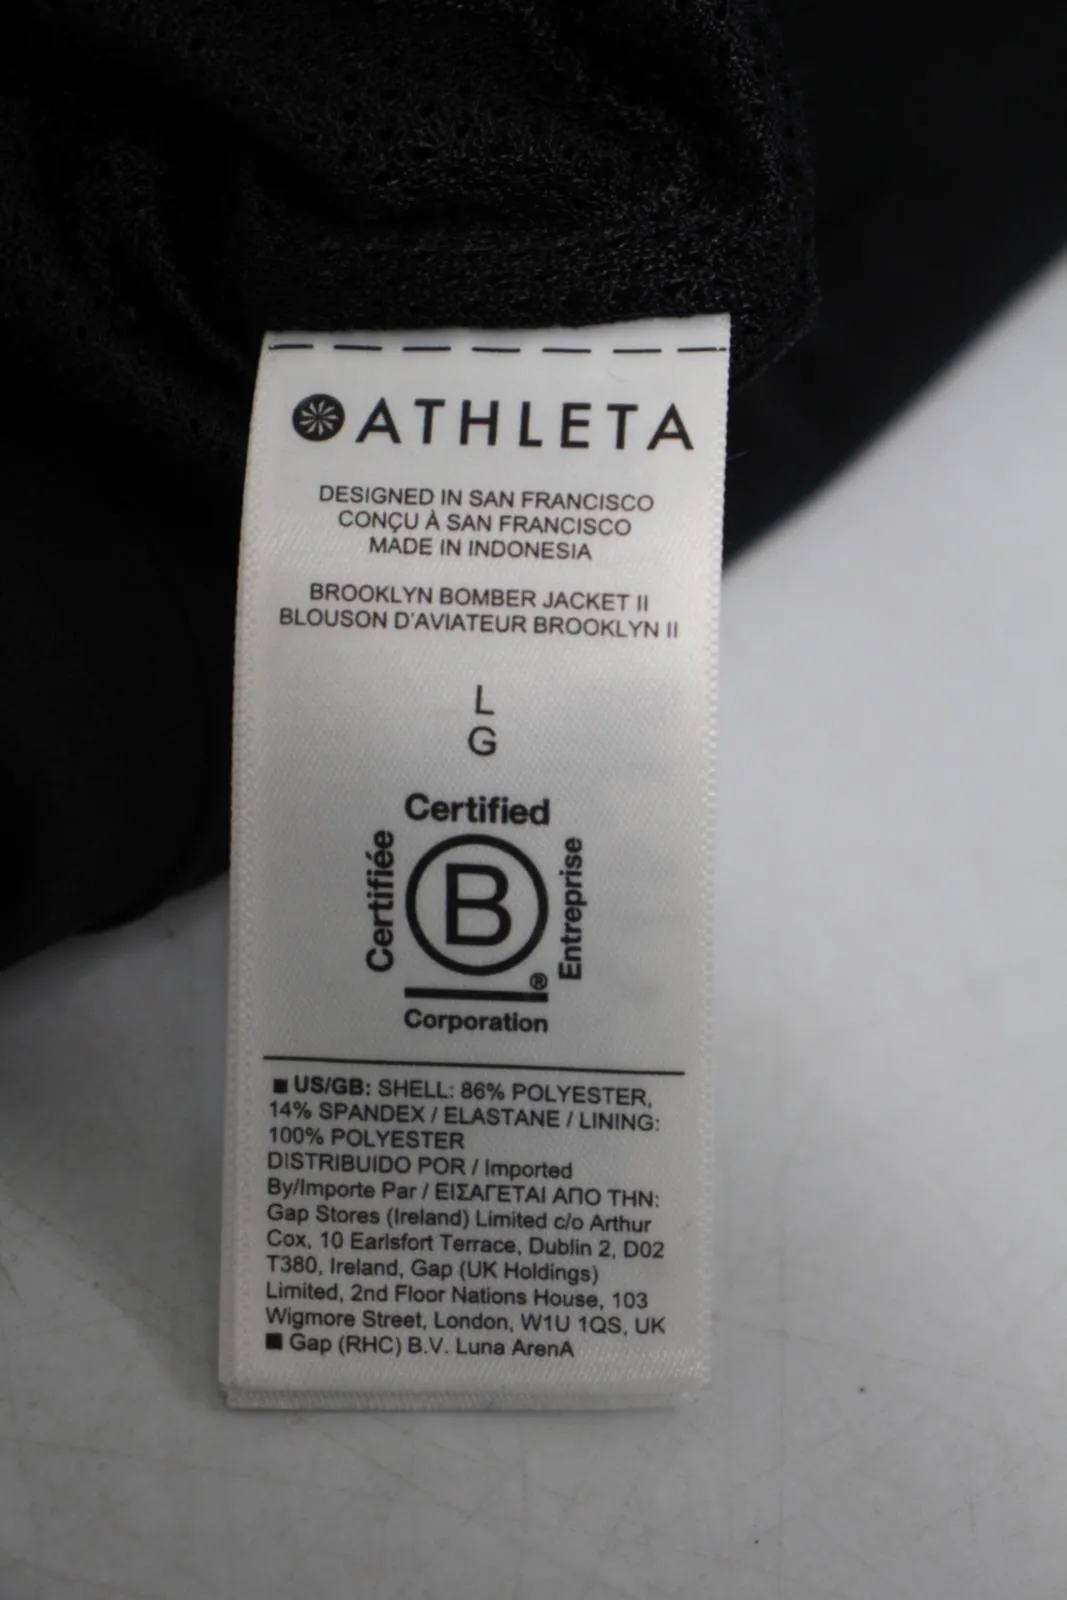 ATHLETA
DESIGNED IN SAN FRANCISCO
CONÇU À SAN FRANCISCO
MADE IN INDONESIA
BROOKLYN BOMBER JACKET II
BLOUSON D'AVIATEUR BROOKLYN II
L
G
Certified
Certifiée
B
Entreprise
®
Corporation
■ US/GB: SHELL: 86% POLYESTER,
14% SPANDEX / ELASTANE / LINING:
100% POLYESTER
DISTRIBUIDO POR / Imported
By/Importe Par / ΕΙΣΑΓΕΤΑΙ ΑΠΟ ΤΗΝ:
Gap Stores (Ireland) Limited c/o Arthur
Cox, 10 Earlsfort Terrace, Dublin 2, D02
T380, Ireland, Gap (UK Holdings)
Limited, 2nd Floor Nations House, 103
Wigmore Street, London, W1U 1QS, UK
■ Gap (RHC) B.V. Luna ArenA